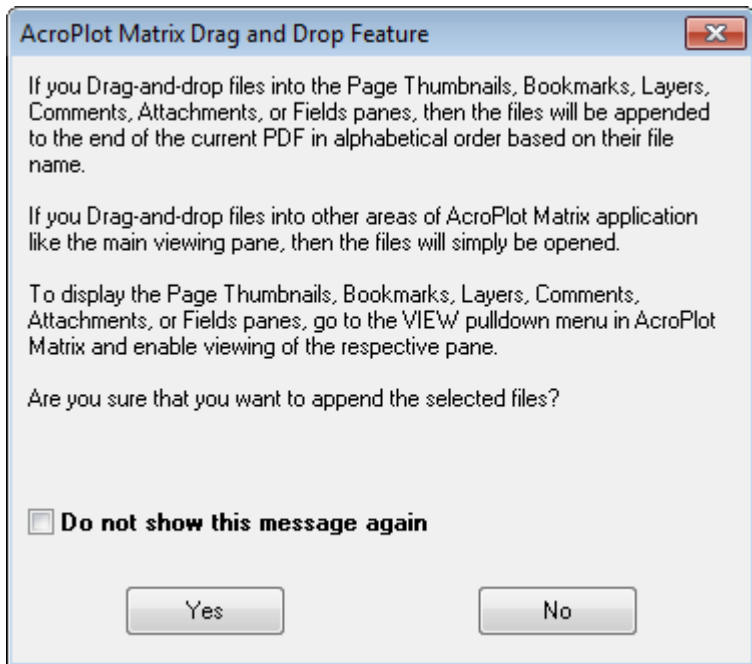 AcroPlot Matrix Drag and Drop Feature
If you Drag-and-drop files into the Page Thumbnails, Bookmarks, Layers,
Comments, Attachments, or Fields panes, then the files will be appended
to the end of the current PDF in alphabetical order based on their file
name.
If you Drag-and-drop files into other areas of AcroPlot Matrix application
like the main viewing pane, then the files will simply be opened.
To display the Page Thumbnails, Bookmarks, Layers, Comments,
Attachments, or Fields panes, go to the VIEW pulldown menu in AcroPlot
Matrix and enable viewing of the respective pane.
Are you sure that you want to append the selected files?
Do not show this message again
Yes
No